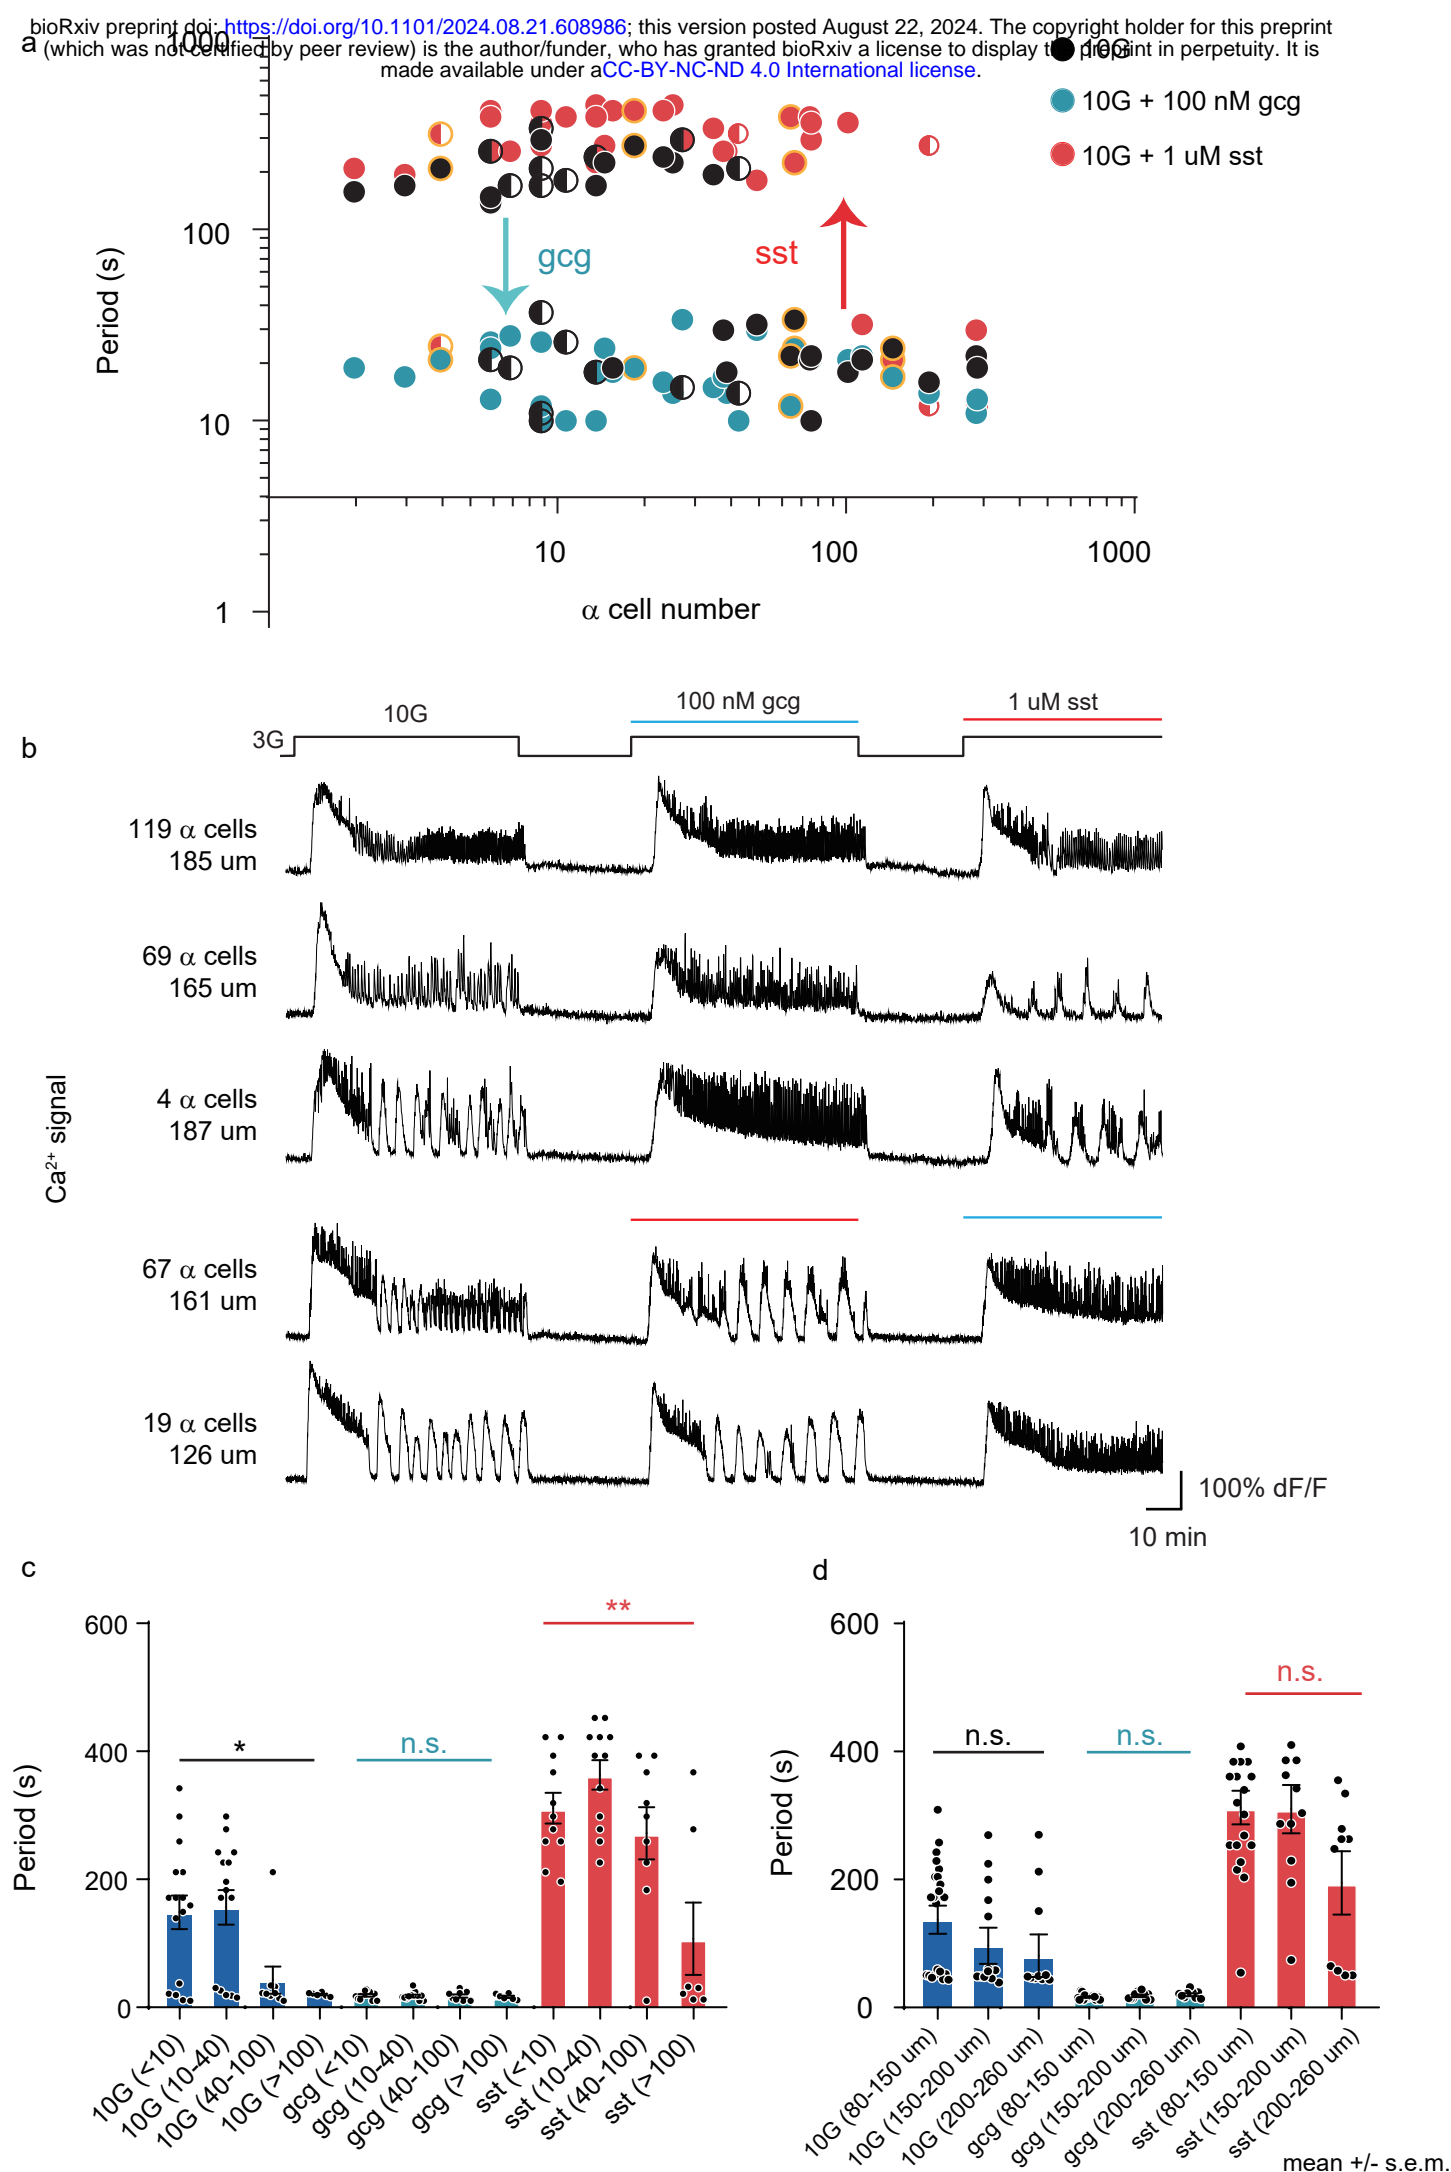 bioRxiv preprint doi: https://doi.org/10.1101/2024.08.21.608986; this version posted August 22, 2024. The copyright holder for this preprint
(which was not certified by peer review) is the author/funder, who has granted bioRxiv a license to display the preprint in perpetuity. It is
made available under aCC-BY-NC-ND 4.0 International license.
a
1000
100
10
1
Period (s)
10G
10G + 100 nM gcg
10G + 1 uM sst
gcg
sst
10
100
1000
α cell number
b
3G
10G
100 nM gcg
1 uM sst
119 α cells
185 um
69 α cells
165 um
4 α cells
187 um
67 α cells
161 um
19 α cells
126 um
Ca²⁺ signal
100% dF/F
10 min
c
600
400
200
0
Period (s)
*
n.s.
**
10G (<10)
10G (10-40)
10G (40-100)
10G (>100)
gcg (<10)
gcg (10-40)
gcg (40-100)
gcg (>100)
sst (<10)
sst (10-40)
sst (40-100)
sst (>100)
d
600
400
200
0
Period (s)
n.s.
n.s.
n.s.
10G (80-150 um)
10G (150-200 um)
10G (200-260 um)
gcg (80-150 um)
gcg (150-200 um)
gcg (200-260 um)
sst (80-150 um)
sst (150-200 um)
sst (200-260 um)
mean +/- s.e.m.